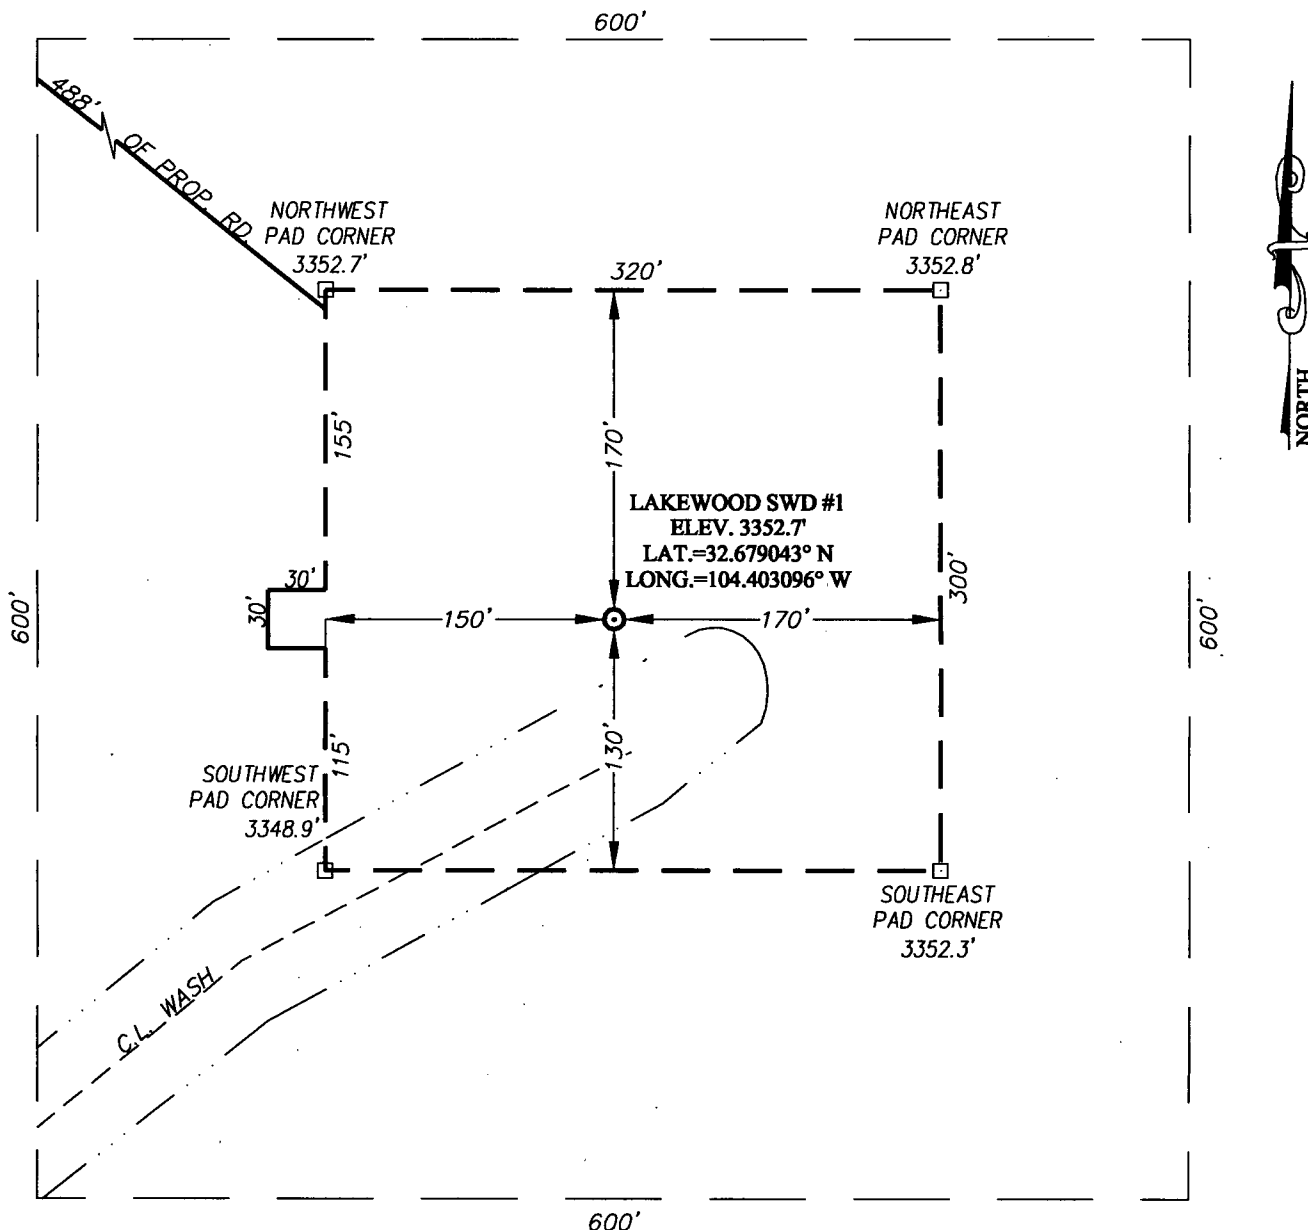 600'
488'
OF PROP. RD.
NORTHWEST
PAD CORNER
3352.7'
NORTHEAST
PAD CORNER
3352.8'
320'
NORTH
155'
170'
LAKEWOOD SWD #1
ELEV. 3352.7'
LAT.=32.679043° N
LONG.=104.403096° W
300'
30'
30'
600'
150'
170'
600'
130'
115'
SOUTHWEST
PAD CORNER
3348.9'
SOUTHEAST
PAD CORNER
3352.3'
C.L. WASH
600'